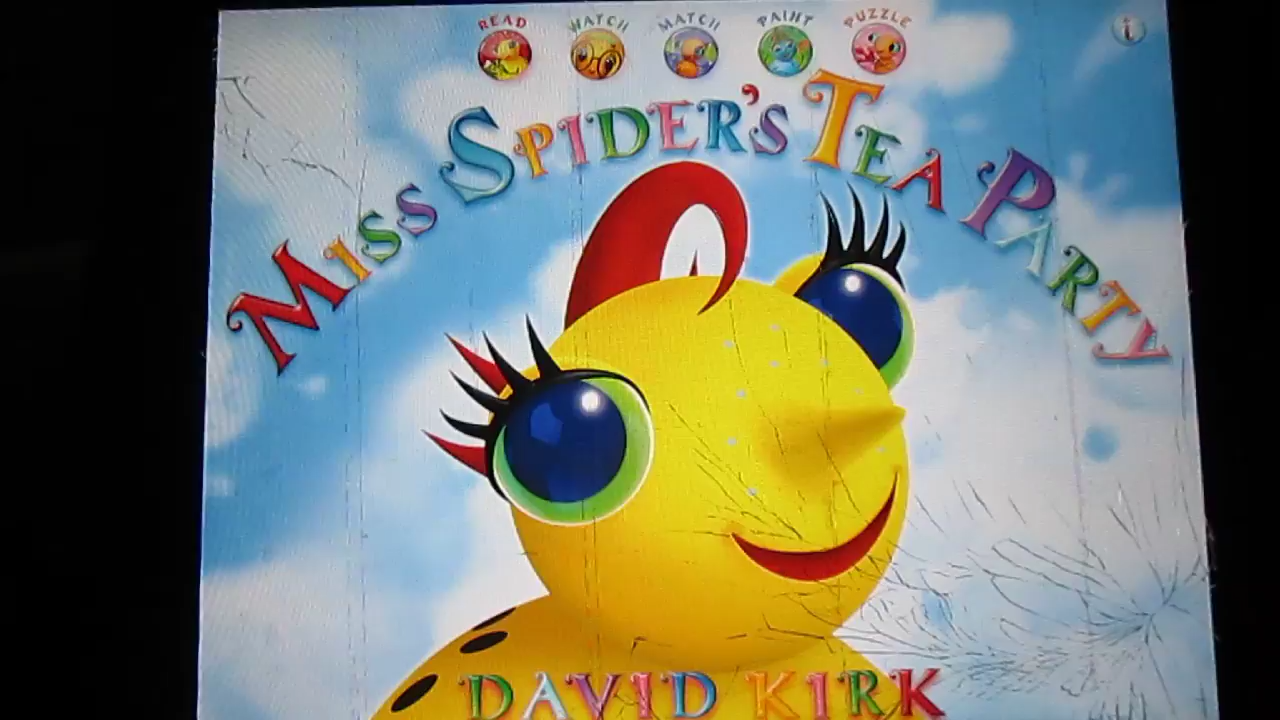 READ WATCH MATCH PAINT PUZZLE
i
MISS SPIDER'S TEA PARTY
DAVID KIRK